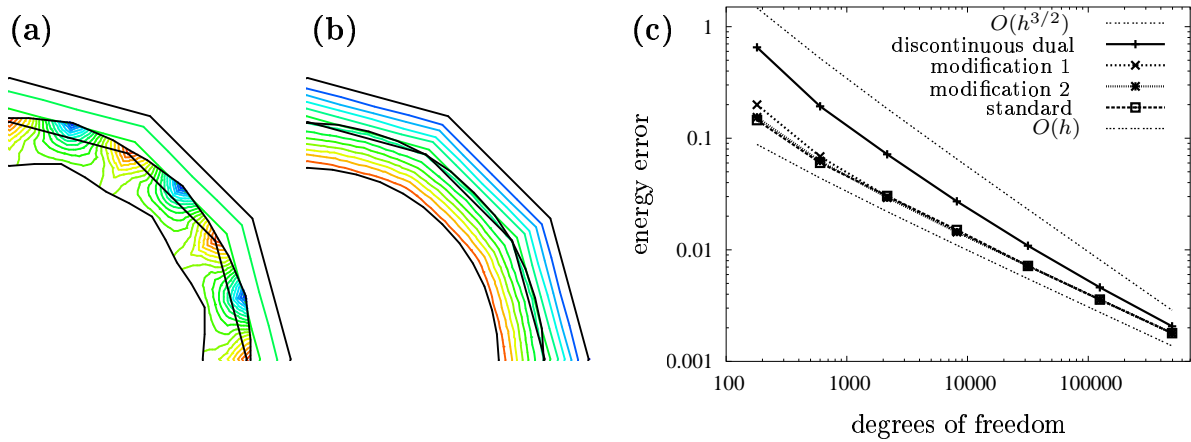 (a)
(b)
(c)
1
0.1
0.01
0.001
energy error
100
1000
10000
100000
degrees of freedom
O(h^{3/2})
discontinuous dual
modification 1
modification 2
standard
O(h)